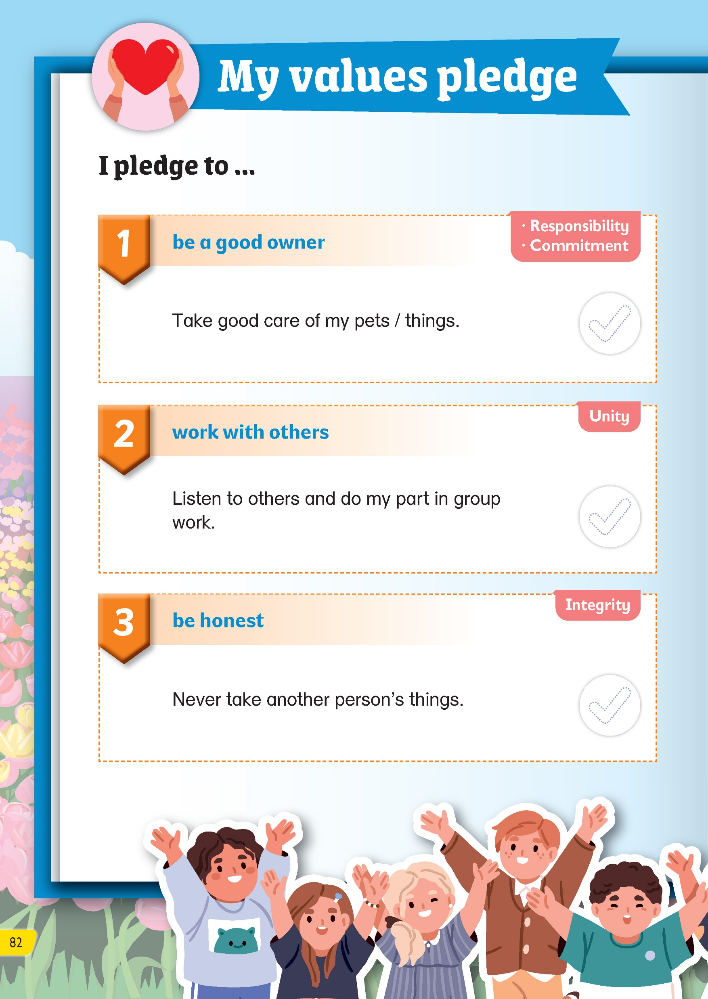 My values pledge
I pledge to ...
1
be a good owner
• Responsibility
• Commitment
Take good care of my pets / things.
2
work with others
Unity
Listen to others and do my part in group
work.
3
be honest
Integrity
Never take another person’s things.
82